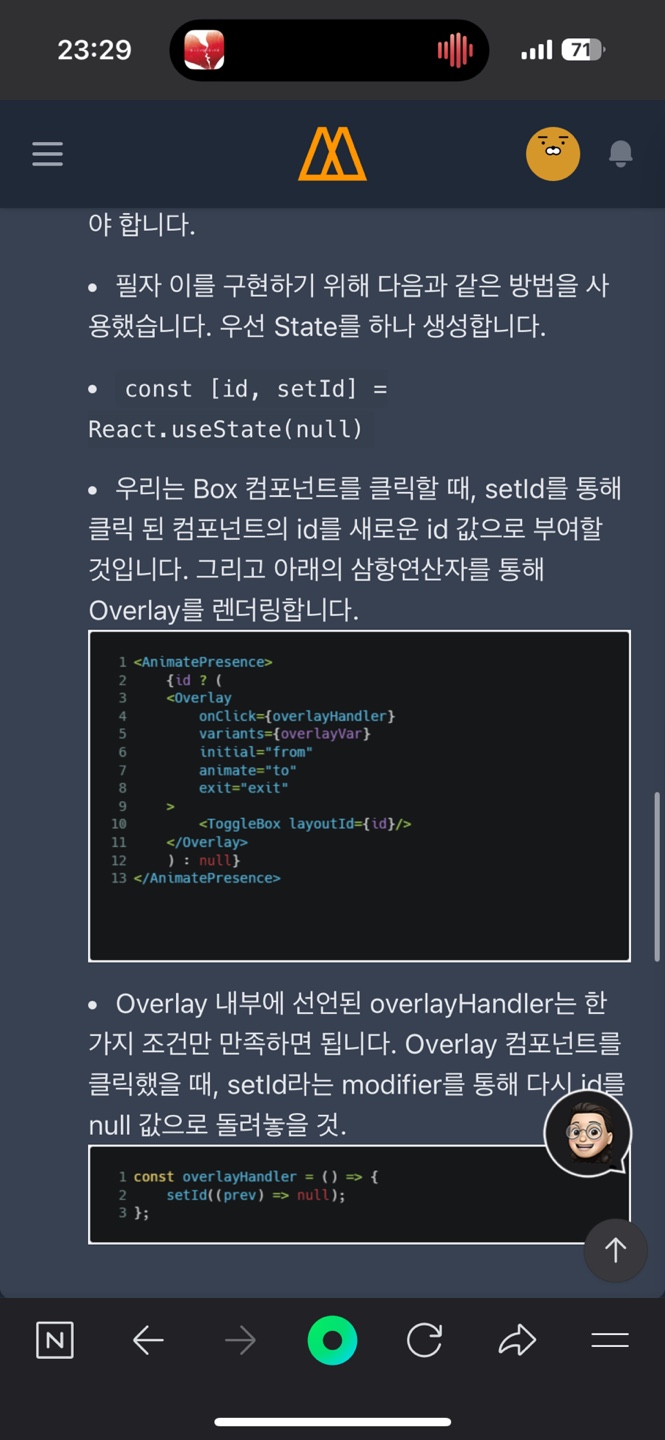 23:29
71
야 합니다.
• 필자 이를 구현하기 위해 다음과 같은 방법을 사
용했습니다. 우선 State를 하나 생성합니다.
• const [id, setId] =
React.useState(null)
• 우리는 Box 컴포넌트를 클릭할 때, setId를 통해
클릭 된 컴포넌트의 id를 새로운 id 값으로 부여할
것입니다. 그리고 아래의 삼항연산자를 통해
Overlay를 렌더링합니다.
1 <AnimatePresence>
2 {id ? (
3 <Overlay
4 onClick={overlayHandler}
5 variants={overlayVar}
6 initial="from"
7 animate="to"
8 exit="exit"
9 >
10 <ToggleBox layoutId={id}/>
11 </Overlay>
12 ) : null}
13 </AnimatePresence>
• Overlay 내부에 선언된 overlayHandler는 한
가지 조건만 만족하면 됩니다. Overlay 컴포넌트를
클릭했을 때, setId라는 modifier를 통해 다시 id를
null 값으로 돌려놓을 것.
1 const overlayHandler = () => {
2 setId((prev) => null);
3 };
N